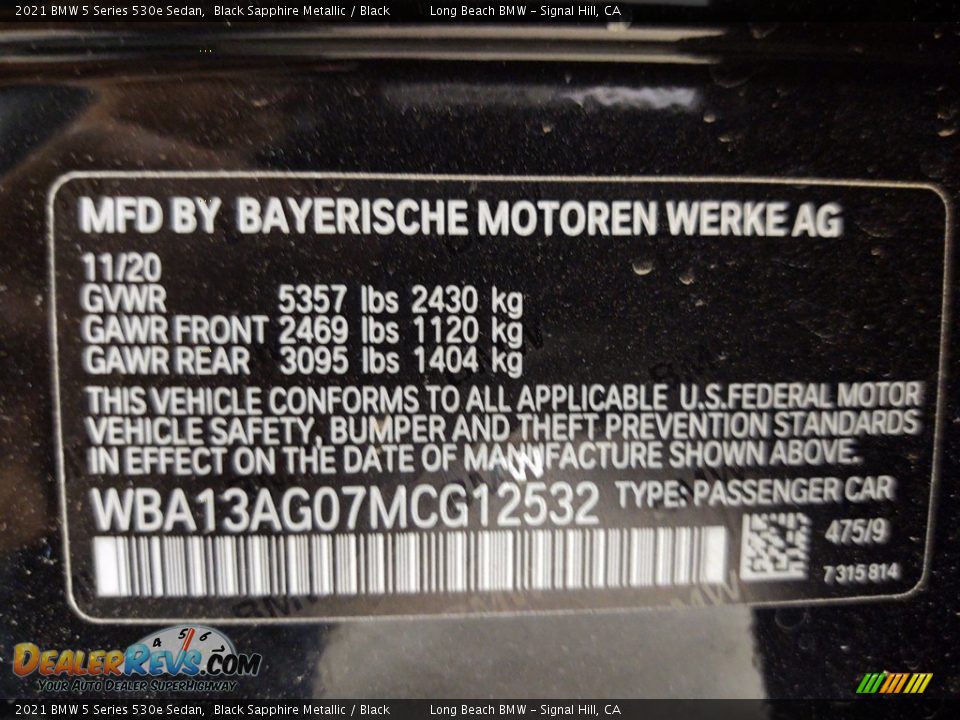 2021 BMW 5 Series 530e Sedan, Black Sapphire Metallic / Black Long Beach BMW - Signal Hill, CA
MFD BY BAYERISCHE MOTOREN WERKE AG
11/20
GVWR 5357 lbs 2430 kg
GAWR FRONT 2469 lbs 1120 kg
GAWR REAR 3095 lbs 1404 kg
THIS VEHICLE CONFORMS TO ALL APPLICABLE U.S.FEDERAL MOTOR
VEHICLE SAFETY, BUMPER AND THEFT PREVENTION STANDARDS
IN EFFECT ON THE DATE OF MANUFACTURE SHOWN ABOVE.
WBA13AG07MCG12532 TYPE: PASSENGER CAR
475/9
7 315 814
4 5 6
DEALERREVS.COM
YOUR AUTO DEALER SUPERHIGHWAY
2021 BMW 5 Series 530e Sedan, Black Sapphire Metallic / Black Long Beach BMW - Signal Hill, CA